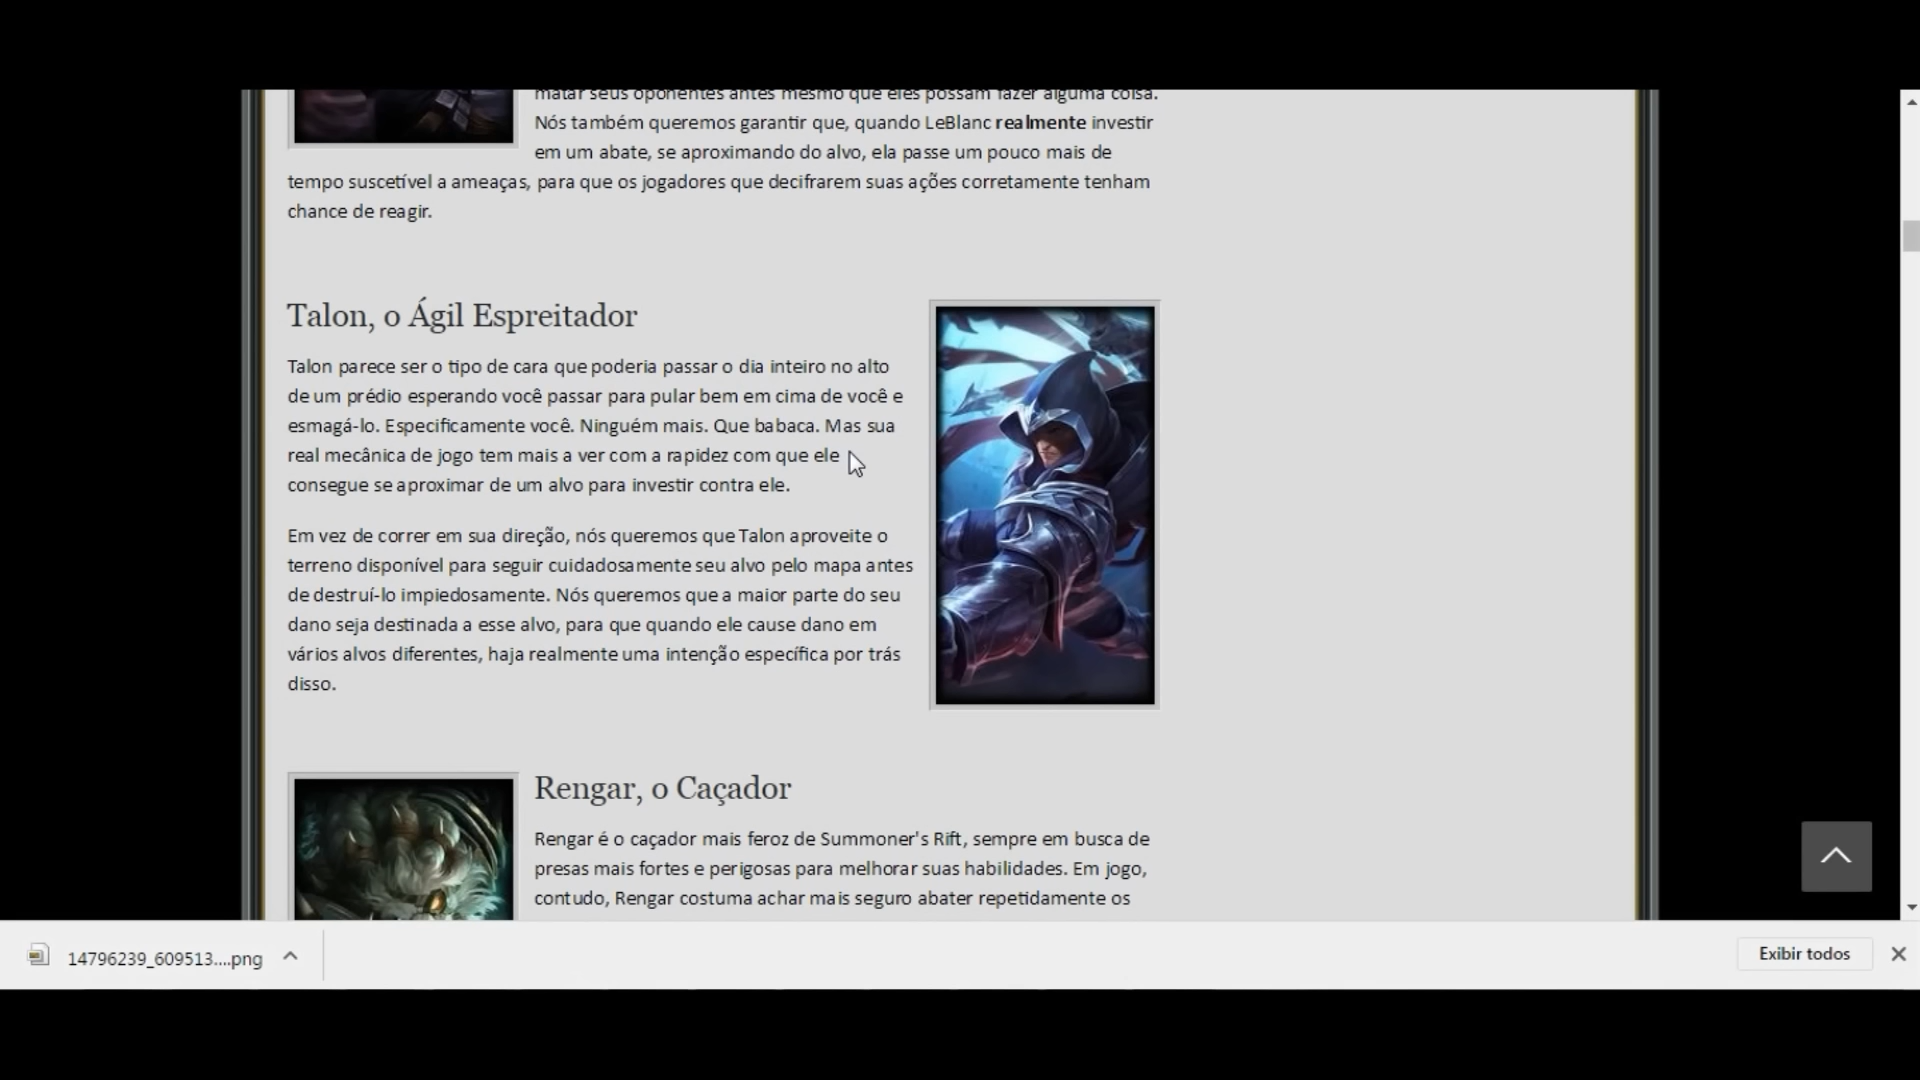 matar seus oponentes antes mesmo que eles possam fazer alguma coisa.
Nós também queremos garantir que, quando LeBlanc realmente investir
em um abate, se aproximando do alvo, ela passe um pouco mais de
tempo suscetível a ameaças, para que os jogadores que decifrarem suas ações corretamente tenham
chance de reagir.
Talon, o Ágil Espreitador
Talon parece ser o tipo de cara que poderia passar o dia inteiro no alto
de um prédio esperando você passar para pular bem em cima de você e
esmagá-lo. Especificamente você. Ninguém mais. Que babaca. Mas sua
real mecânica de jogo tem mais a ver com a rapidez com que ele
consegue se aproximar de um alvo para investir contra ele.
Em vez de correr em sua direção, nós queremos que Talon aproveite o
terreno disponível para seguir cuidadosamente seu alvo pelo mapa antes
de destruí-lo impiedosamente. Nós queremos que a maior parte do seu
dano seja destinada a esse alvo, para que quando ele cause dano em
vários alvos diferentes, haja realmente uma intenção específica por trás
disso.
Rengar, o Caçador
Rengar é o caçador mais feroz de Summoner's Rift, sempre em busca de
presas mais fortes e perigosas para melhorar suas habilidades. Em jogo,
contudo, Rengar costuma achar mais seguro abater repetidamente os
14796239_609513....png
Exibir todos